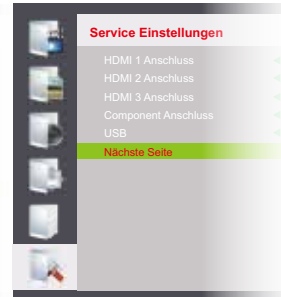 Service Einstellungen
HDMI 1 Anschluss
HDMI 2 Anschluss
HDMI 3 Anschluss
Component Anschluss
USB
Nächste Seite